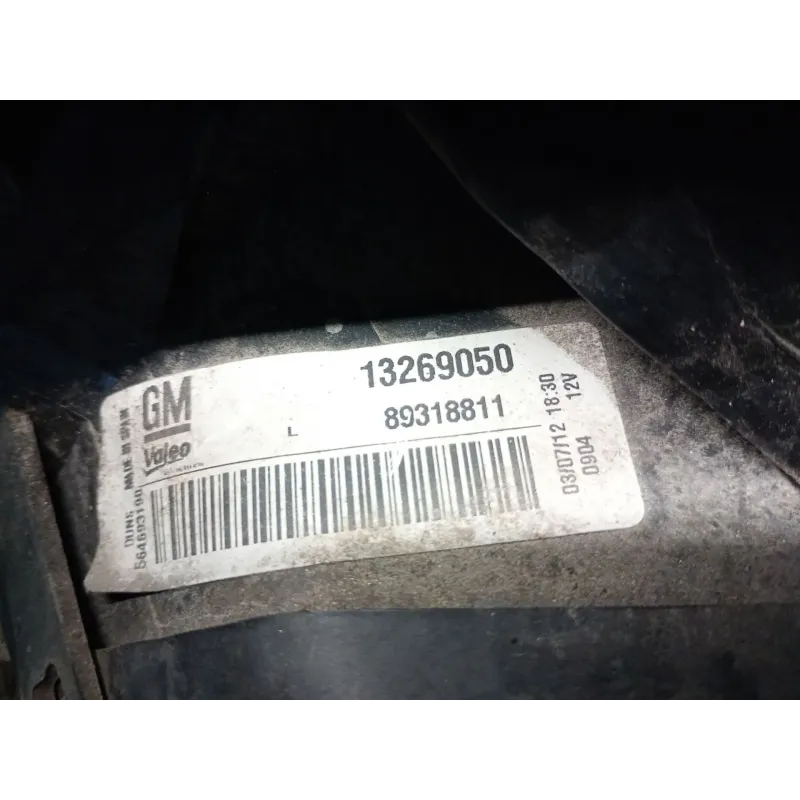 GM
Valeo
13269050
L
89318811
03/07/12 18:30
0904 12V
DUNS MADE IN SPAIN